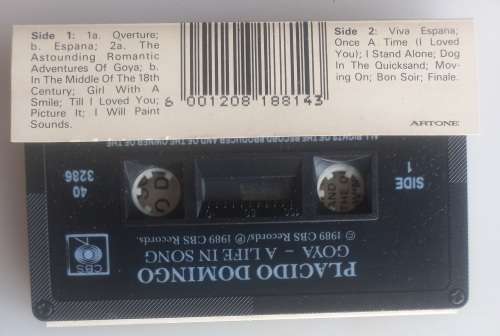 Side 1: 1a. Overture;
b. Espana; 2a. The
Astounding Romantic
Adventures Of Goya; b.
In The Middle Of The 18th
Century; Girl With A
Smile; Till I Loved You;
Picture It; I Will Paint
Sounds.
6 001208 188143
Side 2: Viva Espana;
Once A Time (I Loved
You); I Stand Alone; Dog
In The Quicksand; Mov-
ing On; Bon Soir; Finale.
ARTONE
PLACIDO DOMINGO
GOYA – A LIFE IN SONG
© 1989 CBS Records/℗ 1989 CBS Records.
CBS
SIDE
1
40
3286
ALL RIGHTS OF THE RECORD PRODUCER AND OF THE OWNER OF THE